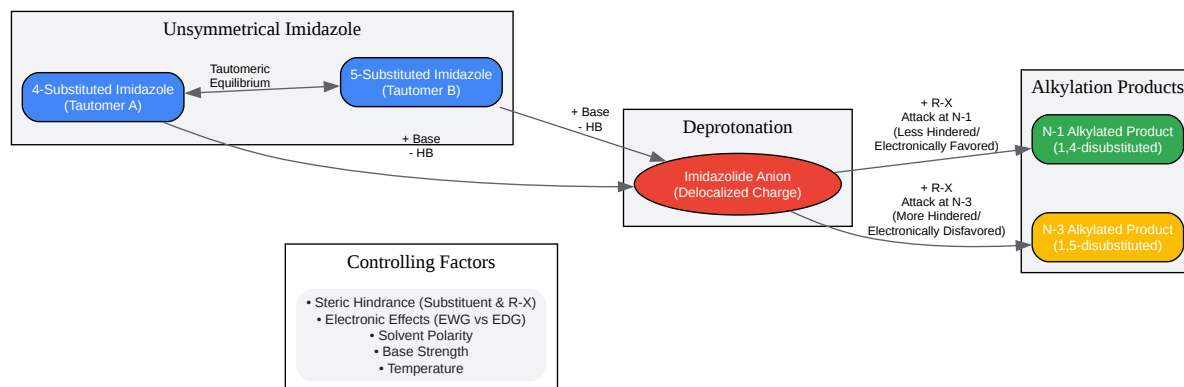 Unsymmetrical Imidazole
4-Substituted Imidazole
(Tautomer A)
Tautomeric
Equilibrium
5-Substituted Imidazole
(Tautomer B)
+ Base
- HB
+ Base
- HB
Deprotonation
Imidazolide Anion
(Delocalized Charge)
+ R-X
Attack at N-1
(Less Hindered/
Electronically Favored)
+ R-X
Attack at N-3
(More Hindered/
Electronically Disfavored)
Alkylation Products
N-1 Alkylated Product
(1,4-disubstituted)
N-3 Alkylated Product
(1,5-disubstituted)
Controlling Factors
• Steric Hindrance (Substituent & R-X)
• Electronic Effects (EWG vs EDG)
• Solvent Polarity
• Base Strength
• Temperature